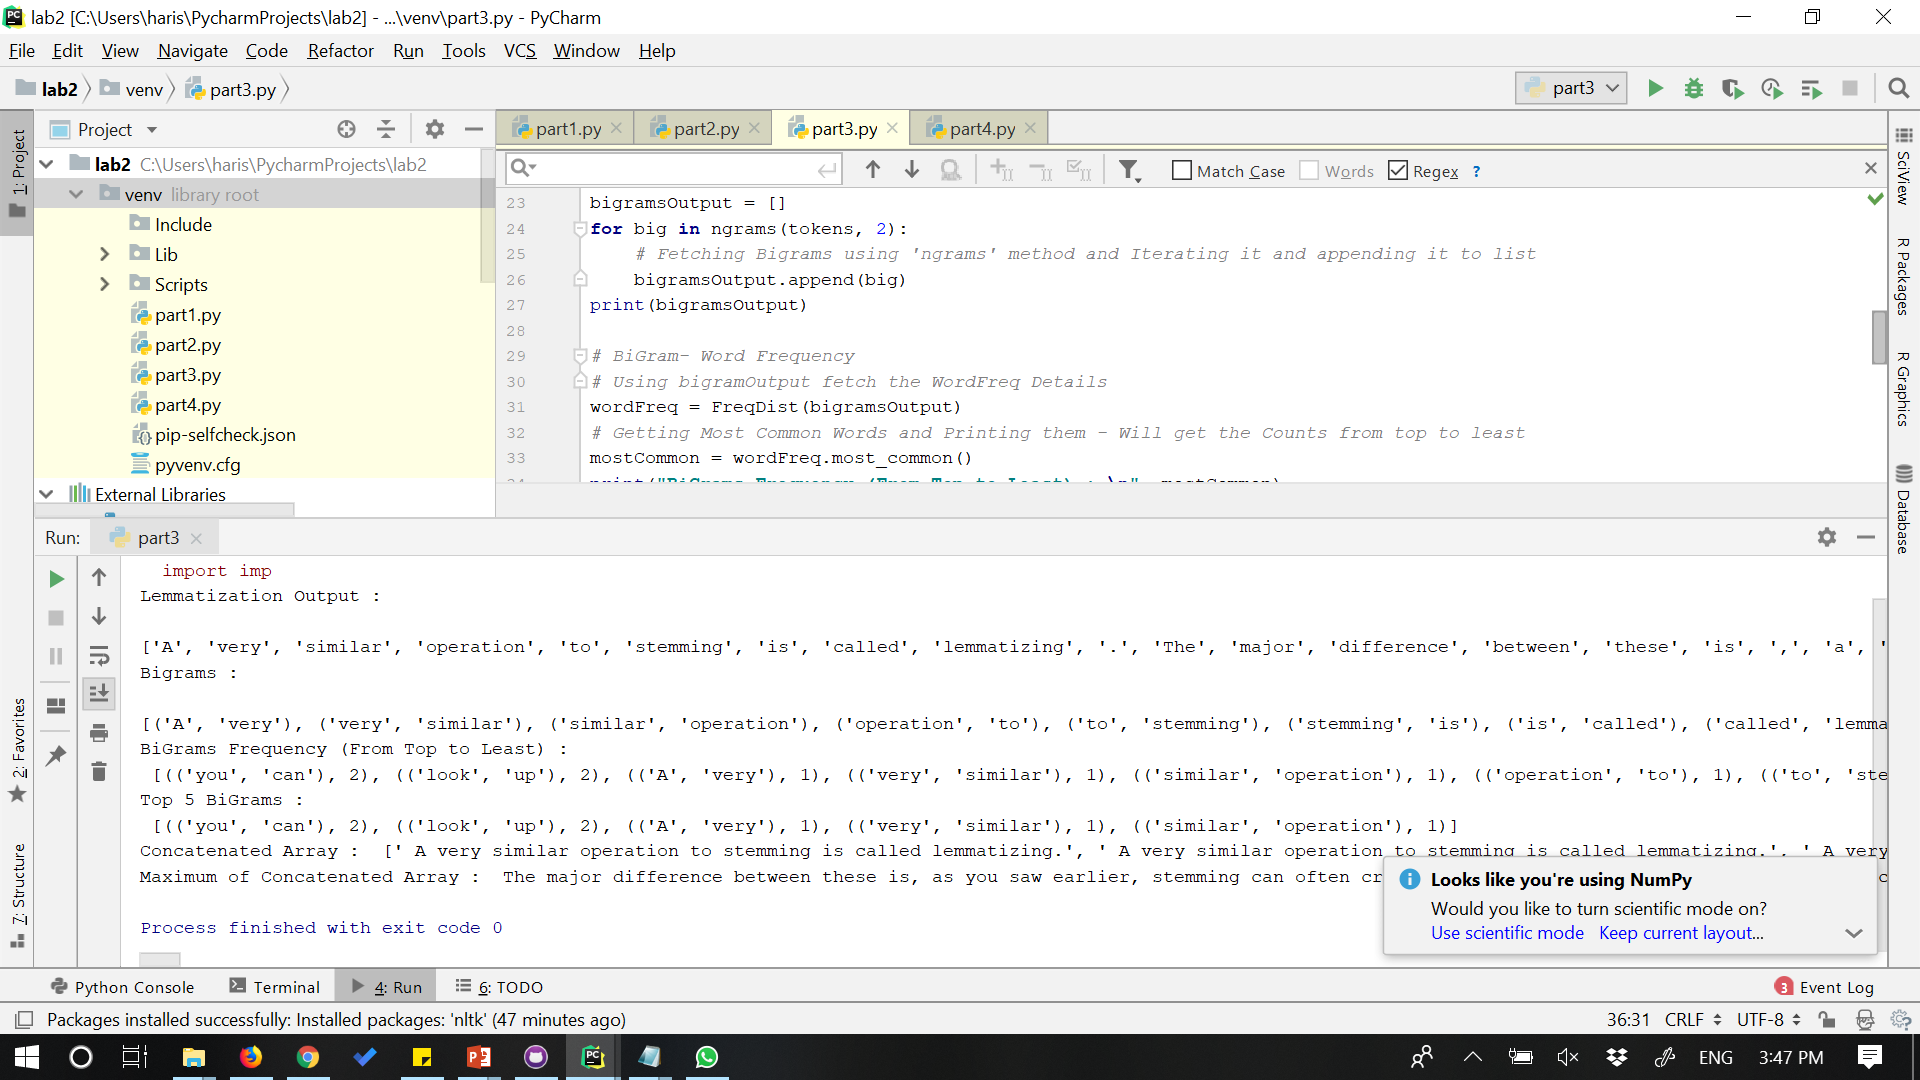 lab2 [C:\Users\haris\PycharmProjects\lab2] - ...\venv\part3.py - PyCharm
File Edit View Navigate Code Refactor Run Tools VCS Window Help
lab2 venv part3.py part3
1: Project
Project
part1.py part2.py part3.py part4.py
Match Case Words Regex ?
lab2 C:\Users\haris\PycharmProjects\lab2
venv library root
Include
Lib
Scripts
part1.py
part2.py
part3.py
part4.py
pip-selfcheck.json
pyvenv.cfg
External Libraries
23 bigramsOutput = []
24 for big in ngrams(tokens, 2):
25 # Fetching Bigrams using 'ngrams' method and Iterating it and appending it to list
26 bigramsOutput.append(big)
27 print(bigramsOutput)
28
29 # BiGram- Word Frequency
30 # Using bigramOutput fetch the WordFreq Details
31 wordFreq = FreqDist(bigramsOutput)
32 # Getting Most Common Words and Printing them - Will get the Counts from top to least
33 mostCommon = wordFreq.most_common()
SciView
R Packages
R Graphics
Database
Run: part3
import imp
Lemmatization Output :
['A', 'very', 'similar', 'operation', 'to', 'stemming', 'is', 'called', 'lemmatizing', '.', 'The', 'major', 'difference', 'between', 'these', 'is', ',', 'a', '
Bigrams :
[('A', 'very'), ('very', 'similar'), ('similar', 'operation'), ('operation', 'to'), ('to', 'stemming'), ('stemming', 'is'), ('is', 'called'), ('called', 'lemma
BiGrams Frequency (From Top to Least) :
[(('you', 'can'), 2), (('look', 'up'), 2), (('A', 'very'), 1), (('very', 'similar'), 1), (('similar', 'operation'), 1), (('operation', 'to'), 1), (('to', 'ste
Top 5 BiGrams :
[(('you', 'can'), 2), (('look', 'up'), 2), (('A', 'very'), 1), (('very', 'similar'), 1), (('similar', 'operation'), 1)]
Concatenated Array : [' A very similar operation to stemming is called lemmatizing.', ' A very similar operation to stemming is called lemmatizing.', ' A very
Maximum of Concatenated Array : The major difference between these is, as you saw earlier, stemming can often cr
Process finished with exit code 0
2: Favorites
7: Structure
Looks like you're using NumPy
Would you like to turn scientific mode on?
Use scientific mode Keep current layout...
Python Console Terminal 4: Run 6: TODO 3 Event Log
Packages installed successfully: Installed packages: 'nltk' (47 minutes ago) 36:31 CRLF UTF-8
ENG 3:47 PM